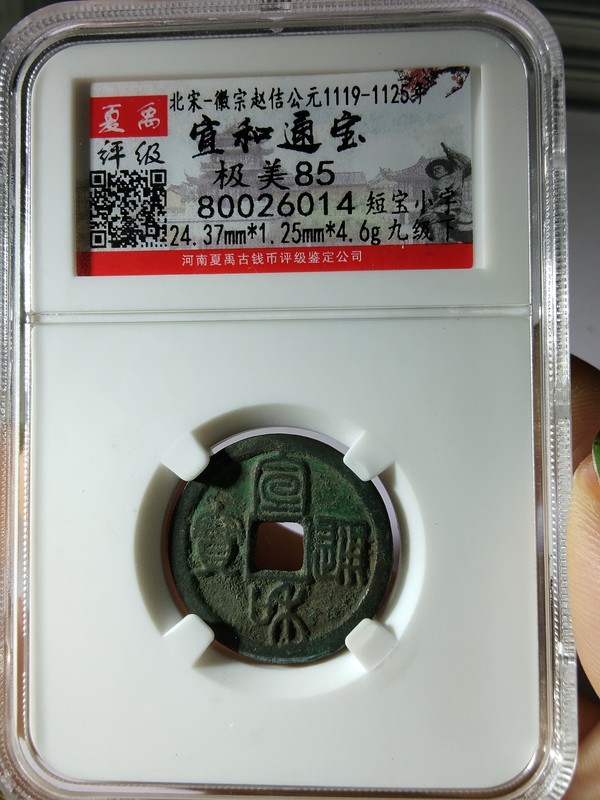 夏禹
评级
北宋-徽宗赵佶公元1119-1125年
宣和通宝
极美85
80026014 短宝小字
24.37mm*1.25mm*4.6g 九级下
河南夏禹古钱币评级鉴定公司
宣和通寳